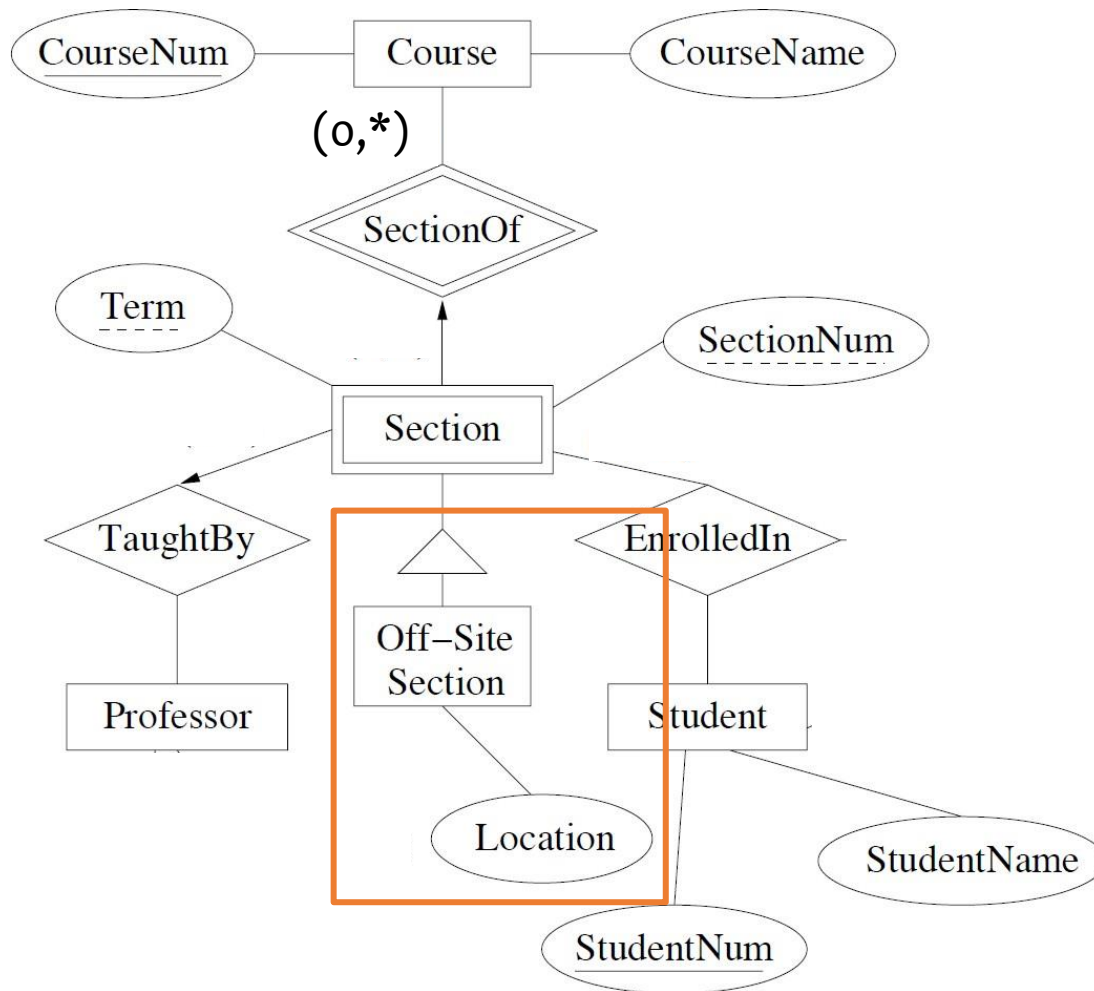 CourseNum
Course
CourseName
(0,*)
SectionOf
Term
SectionNum
Section
TaughtBy
EnrolledIn
Off-Site
Section
Professor
Student
Location
StudentName
StudentNum